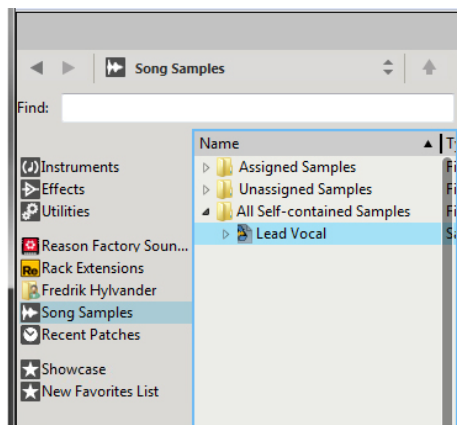 Song Samples
Find:
Name
Assigned Samples
Unassigned Samples
All Self-contained Samples
Lead Vocal
Instruments
Effects
Utilities
Reason Factory Soun...
Re Rack Extensions
Fredrik Hylvander
Song Samples
Recent Patches
Showcase
New Favorites List